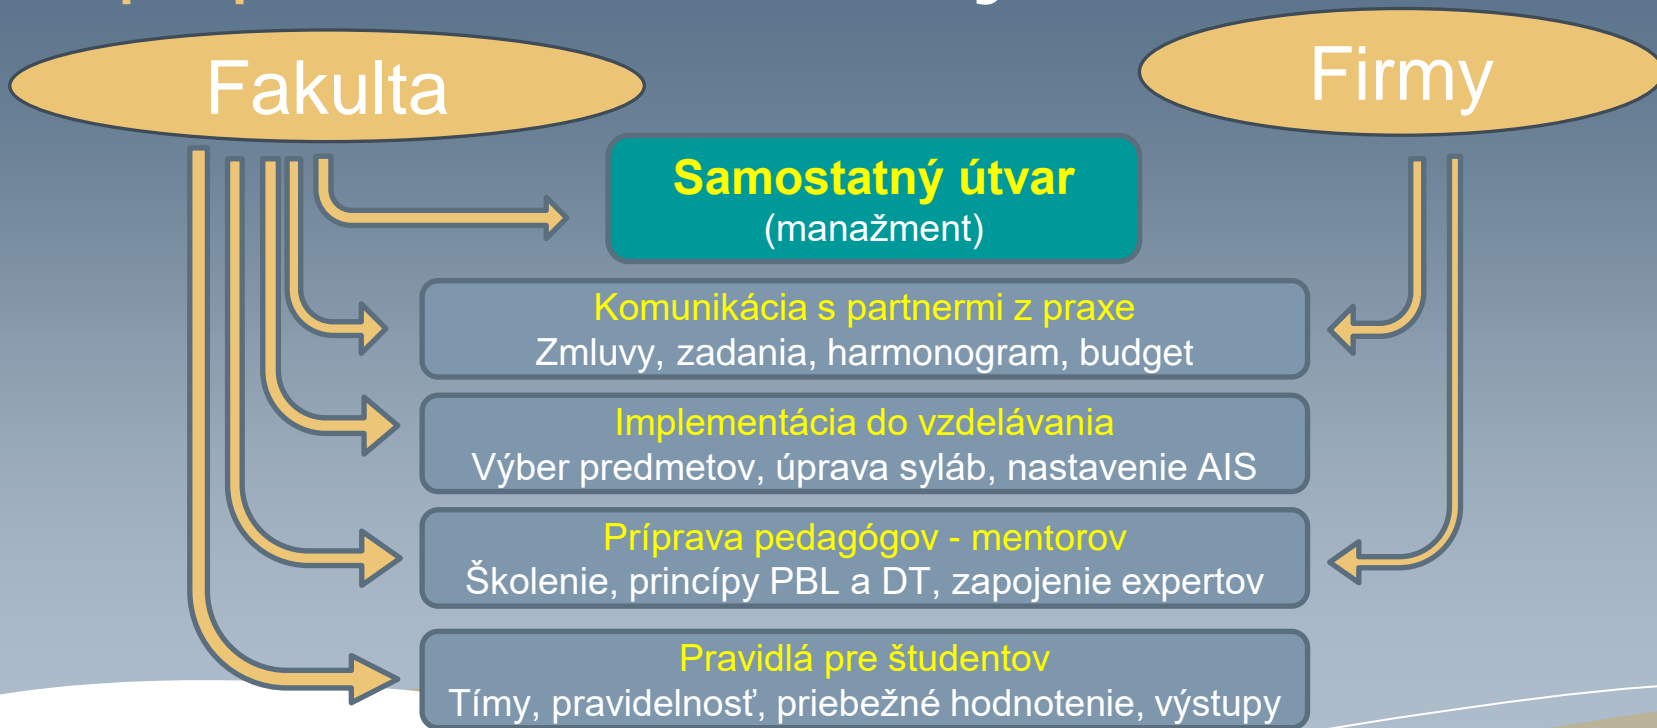 Fakulta
Firmy
Samostatný útvar
(manažment)
Komunikácia s partnermi z praxe
Zmluvy, zadania, harmonogram, budget
Implementácia do vzdelávania
Výber predmetov, úprava syláb, nastavenie AIS
Príprava pedagógov - mentorov
Školenie, princípy PBL a DT, zapojenie expertov
Pravidlá pre študentov
Tímy, pravidelnosť, priebežné hodnotenie, výstupy